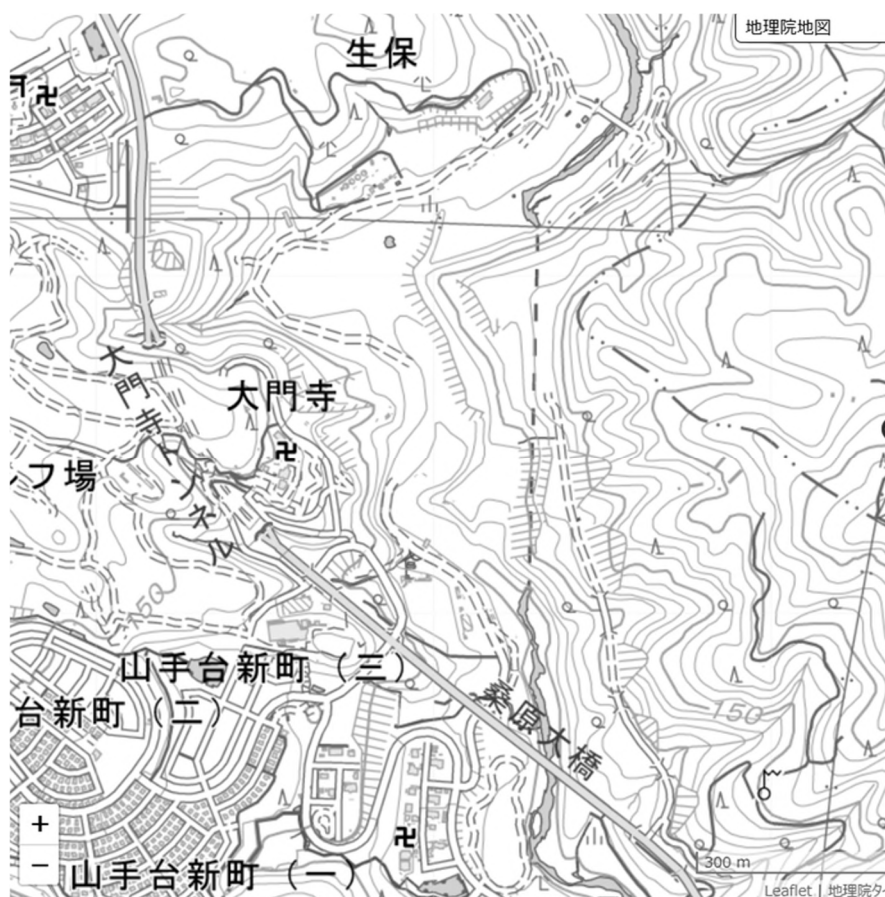 地理院地図
生保
大門寺
大門寺トンネル
フ場
150
山手台新町（三）
台新町（二）
桑原大橋
150
+
−
山手台新町（一）
300 m
Leaflet | 地理院タ